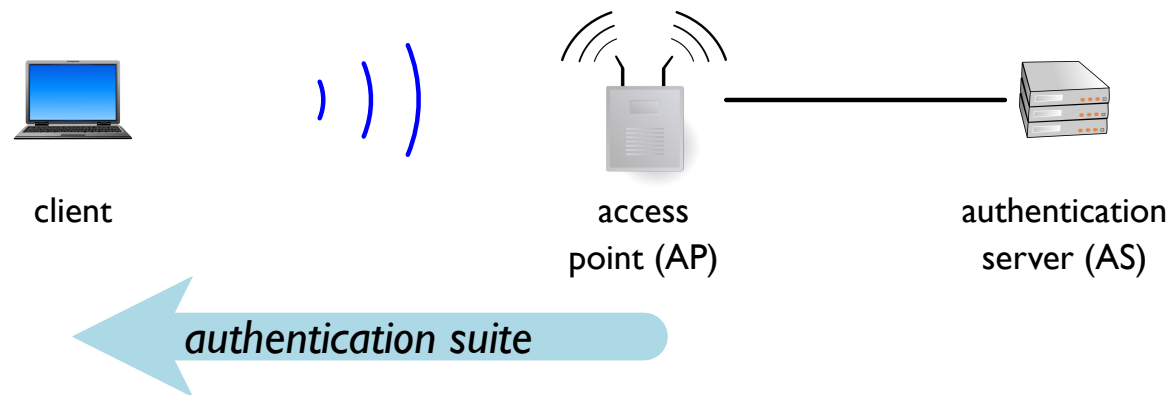 client
access
point (AP)
authentication
server (AS)
authentication suite